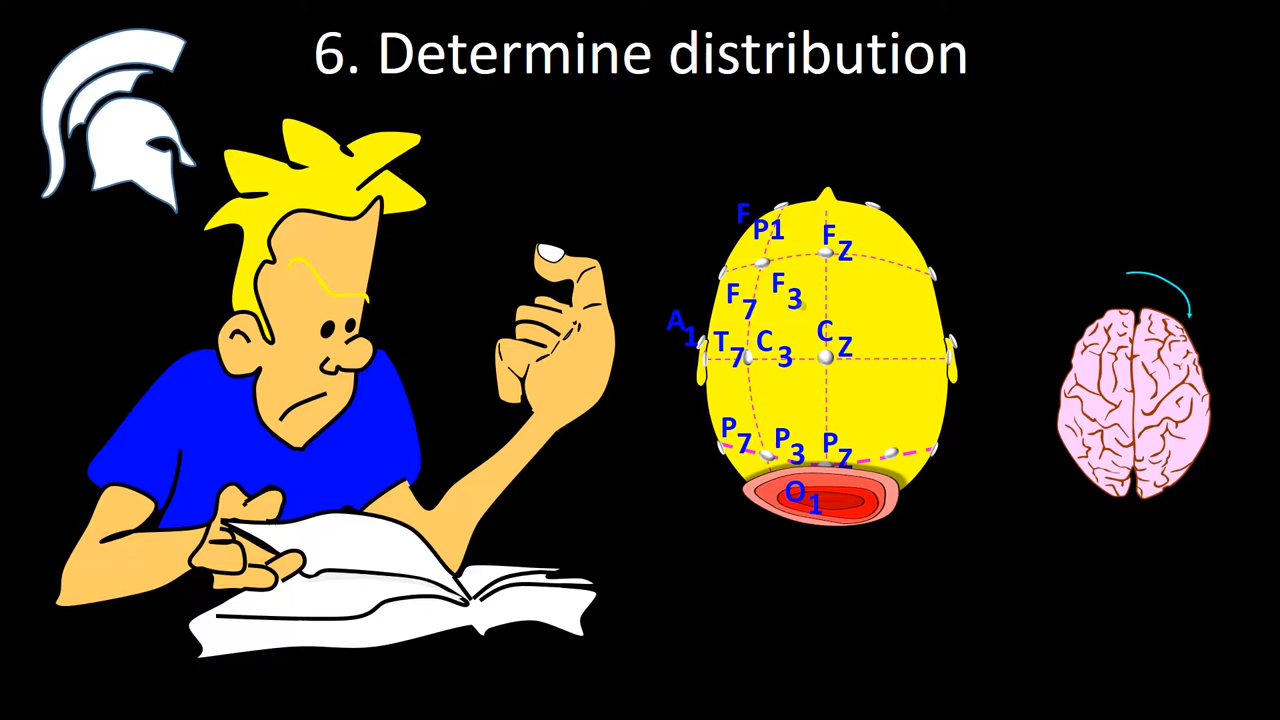 6. Determine distribution
FP1
FZ
F7
F3
A1
T7
C3
CZ
P7
P3
PZ
O1